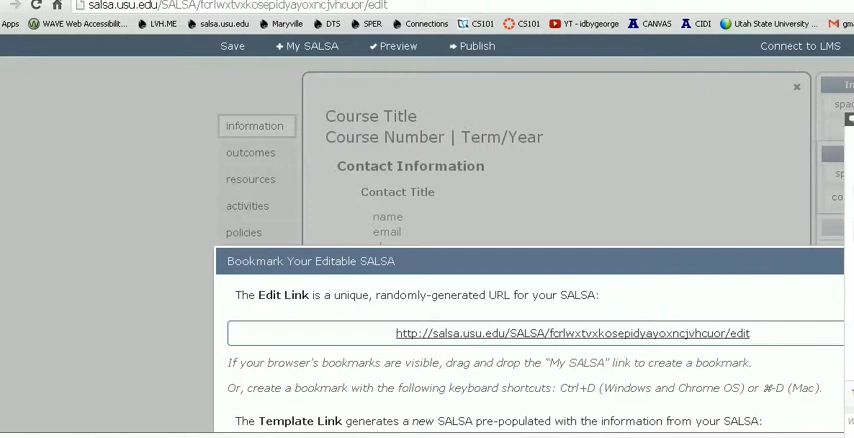 salsa.usu.edu/SALSA/fcrlwxtvxkosepidyayoxncjvhcuor/edit
Apps WAVE Web Accessibilit... LVH.ME salsa.usu.edu Maryville DTS SPER Connections CS101 CS101 YT - idbygeorge CANVAS CIDI Utah State University ...
Save My SALSA Preview Publish Connect to LMS
Course Title
Course Number | Term/Year
information
Contact Information
outcomes
resources
Contact Title
activities
name
policies
email
Bookmark Your Editable SALSA
The Edit Link is a unique, randomly-generated URL for your SALSA:
http://salsa.usu.edu/SALSA/fcrlwxtvxkosepidyayoxncjvhcuor/edit
If your browser's bookmarks are visible, drag and drop the "My SALSA" link to create a bookmark.
Or, create a bookmark with the following keyboard shortcuts: Ctrl+D (Windows and Chrome OS) or ⌘-D (Mac).
The Template Link generates a new SALSA pre-populated with the information from your SALSA: